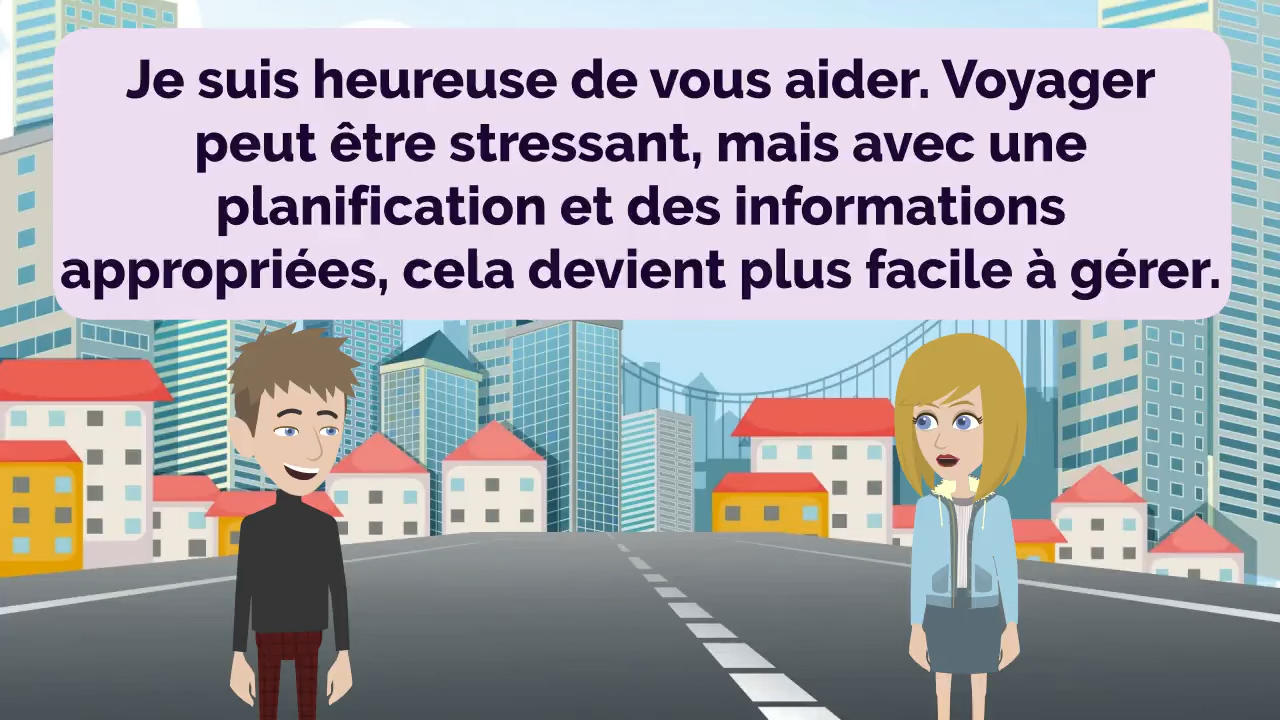 Je suis heureuse de vous aider. Voyager
peut être stressant, mais avec une
planification et des informations
appropriées, cela devient plus facile à gérer.